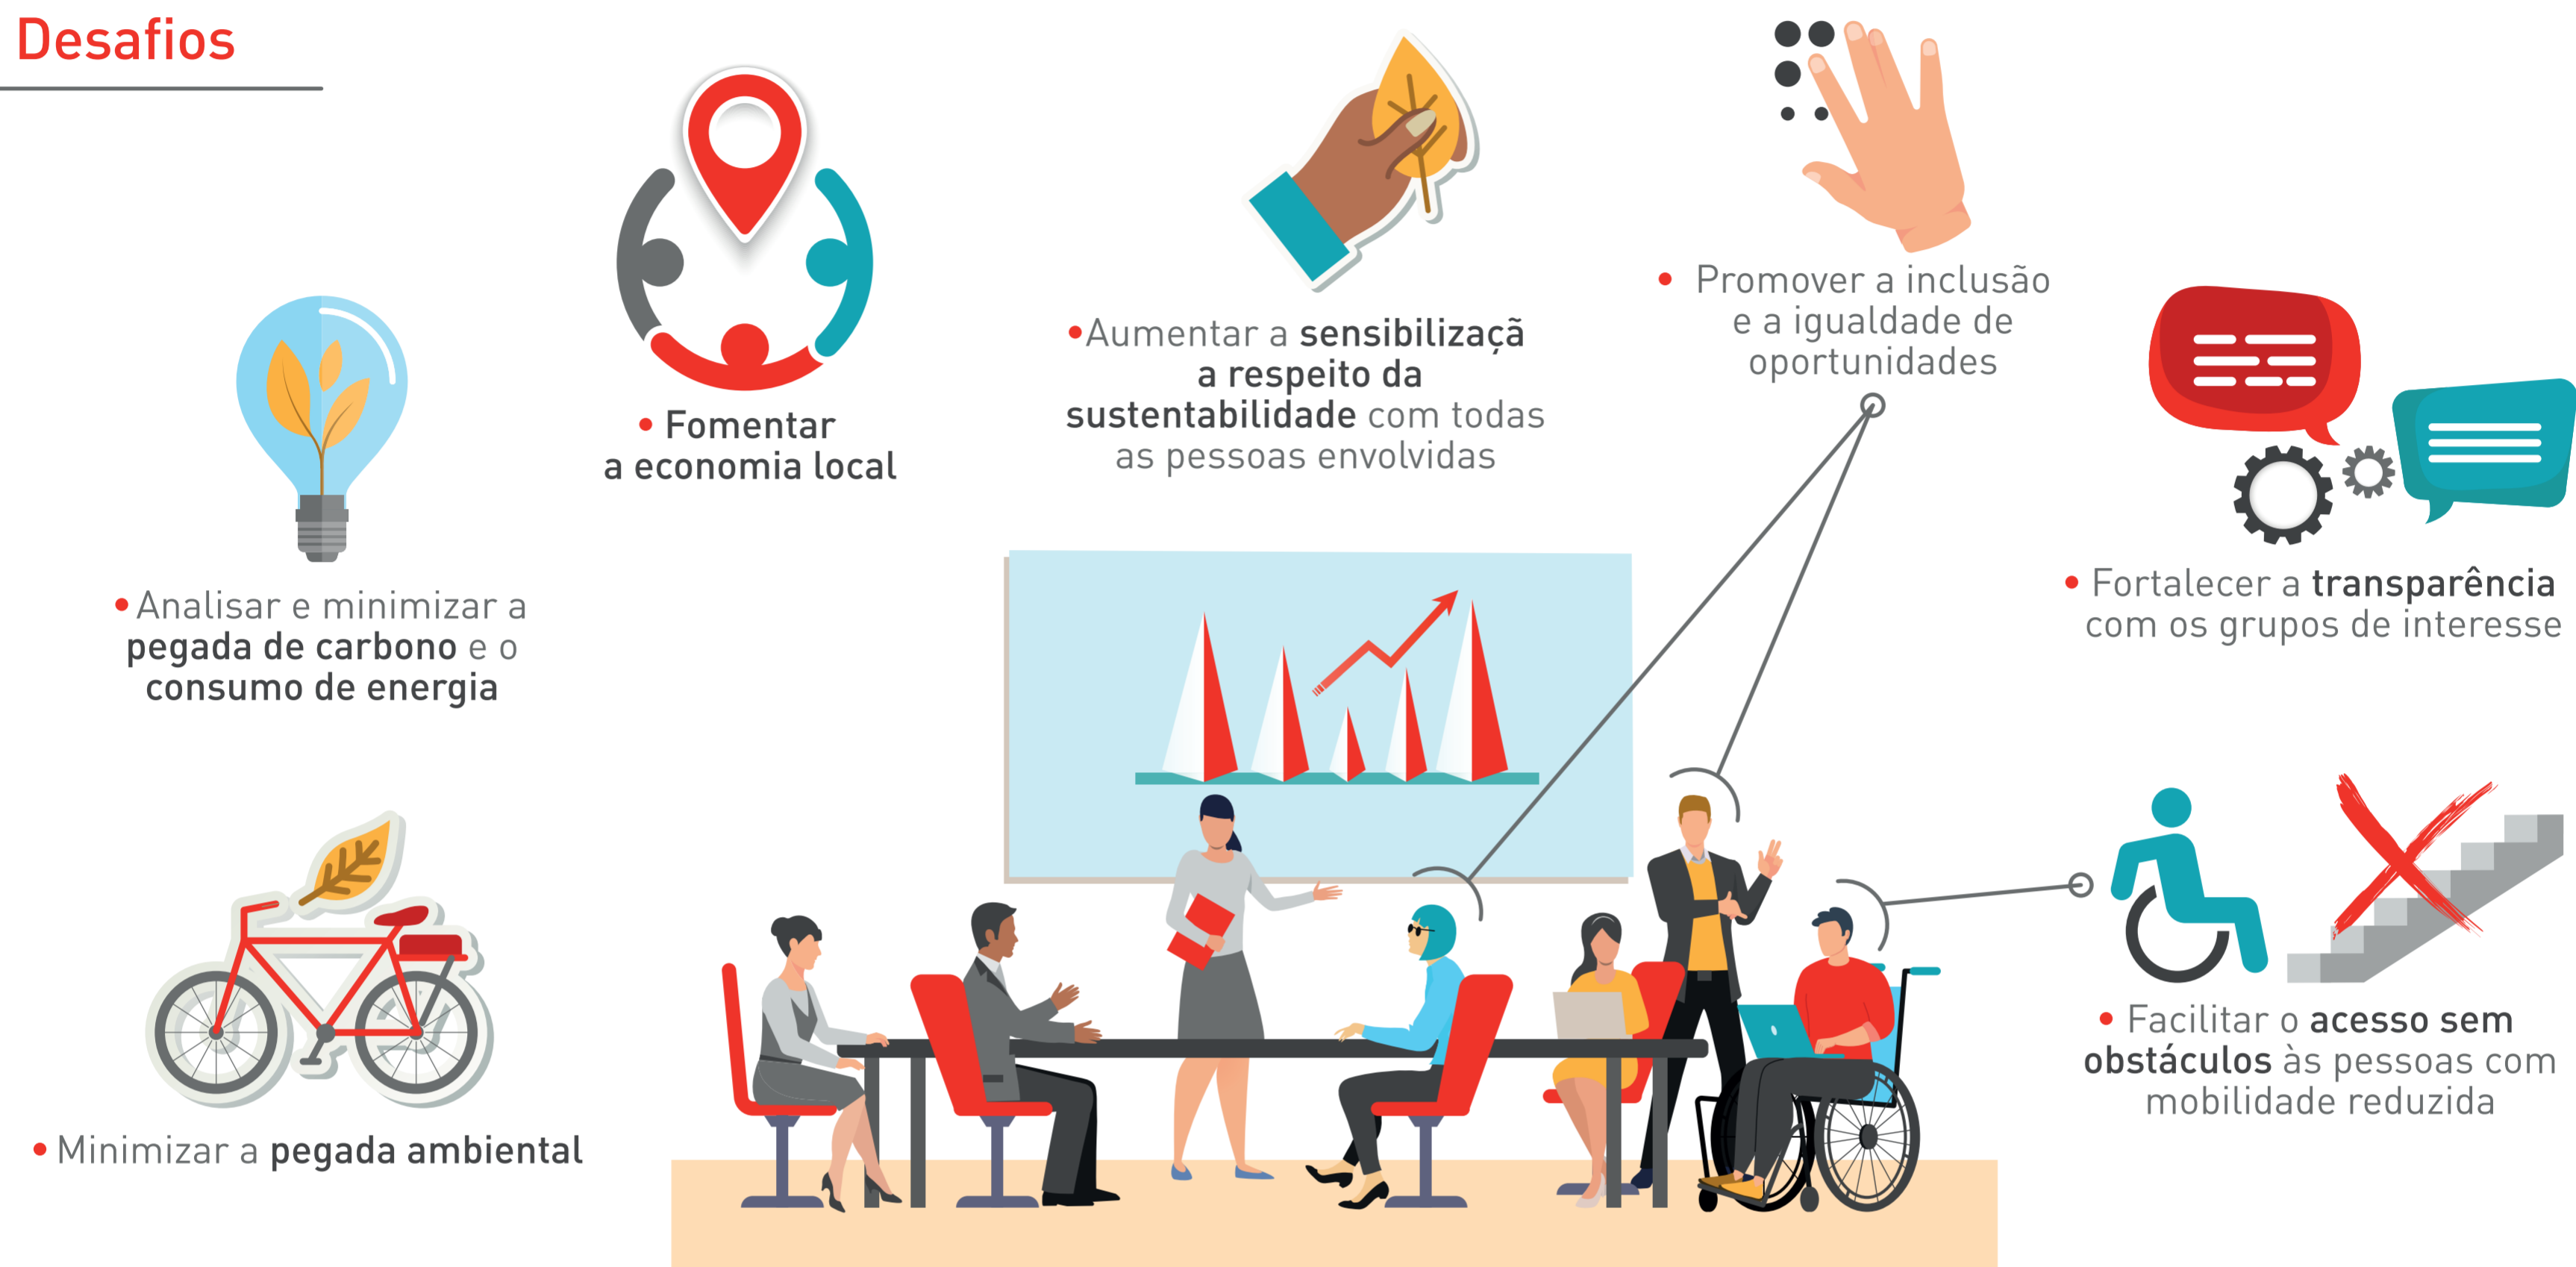 Desafios
• Minimizar a pegada ambiental
• Analisar e minimizar a
pegada de carbono e o
consumo de energia
• Fomentar
a economia local
• Aumentar a sensibilizaçã
a respeito da
sustentabilidade com todas
as pessoas envolvidas
• Promover a inclusão
e a igualdade de
oportunidades
• Fortalecer a transparência
com os grupos de interesse
• Facilitar o acesso sem
obstáculos às pessoas com
mobilidade reduzida